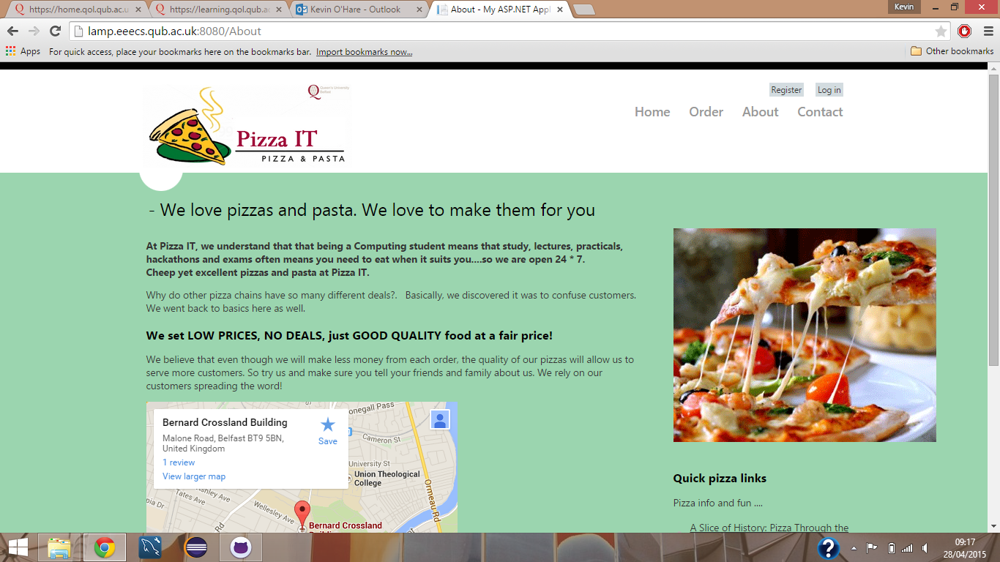 https://home.qol.qub.ac.u
https://learning.qol.qub.a
Kevin O'Hare - Outlook
About - My ASP.NET Appl
Kevin
lamp.eeecs.qub.ac.uk:8080/About
Apps
For quick access, place your bookmarks here on the bookmarks bar. Import bookmarks now...
Other bookmarks
Queen's University
Belfast
Register
Log in
Home
Order
About
Contact
Pizza IT
PIZZA & PASTA
- We love pizzas and pasta. We love to make them for you
At Pizza IT, we understand that that being a Computing student means that study, lectures, practicals,
hackathons and exams often means you need to eat when it suits you....so we are open 24 * 7.
Cheep yet excellent pizzas and pasta at Pizza IT.
Why do other pizza chains have so many different deals?. Basically, we discovered it was to confuse customers.
We went back to basics here as well.
We set LOW PRICES, NO DEALS, just GOOD QUALITY food at a fair price!
We believe that even though we will make less money from each order, the quality of our pizzas will allow us to
serve more customers. So try us and make sure you tell your friends and family about us. We rely on our
customers spreading the word!
Bernard Crossland Building
Malone Road, Belfast BT9 5BN,
United Kingdom
1 review
View larger map
Save
onegall Pass
Cameron St
University St
Union Theological
College
Ormeau Rd
shley Ave
Tates Ave
pia Dr
Wellesley Ave
Bernard Crossland
Quick pizza links
Pizza info and fun ....
A Slice of History: Pizza Through the
09:17
28/04/2015